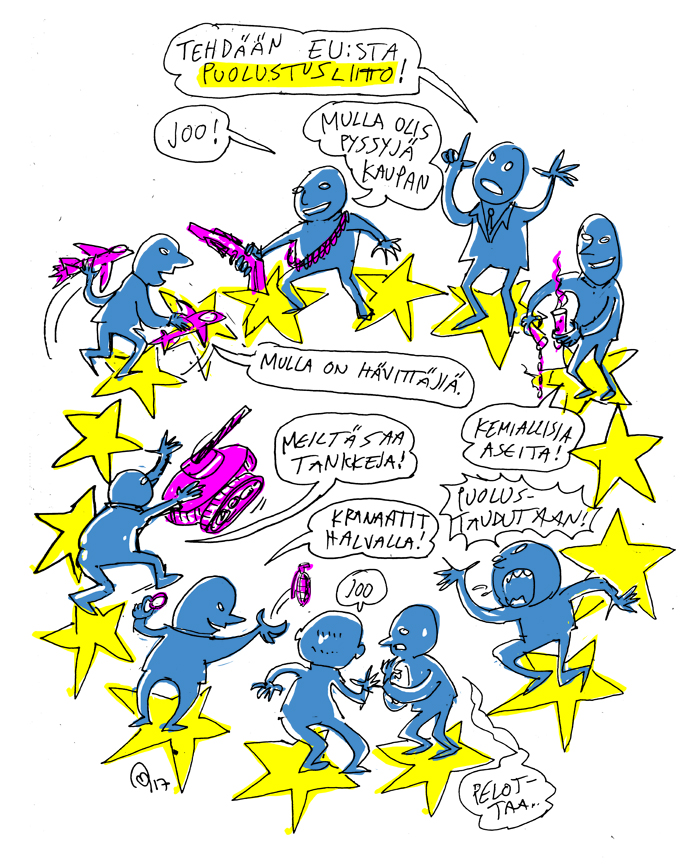 TEHDÄÄN EU:STA
PUOLUSTUSLIITTO!
JOO!
MULLA OLIS
PYSSYJÄ
KAUPAN
MULLA ON HÄVITTÄJIÄ.
KEMIALLISIA
ASEITA!
MEILTÄ SAA
TANKKEJA!
PUOLUS-
TAUDUTAAN!
KRANAATIT
HALVALLA!
JOO
PELOT-
TAA..
17